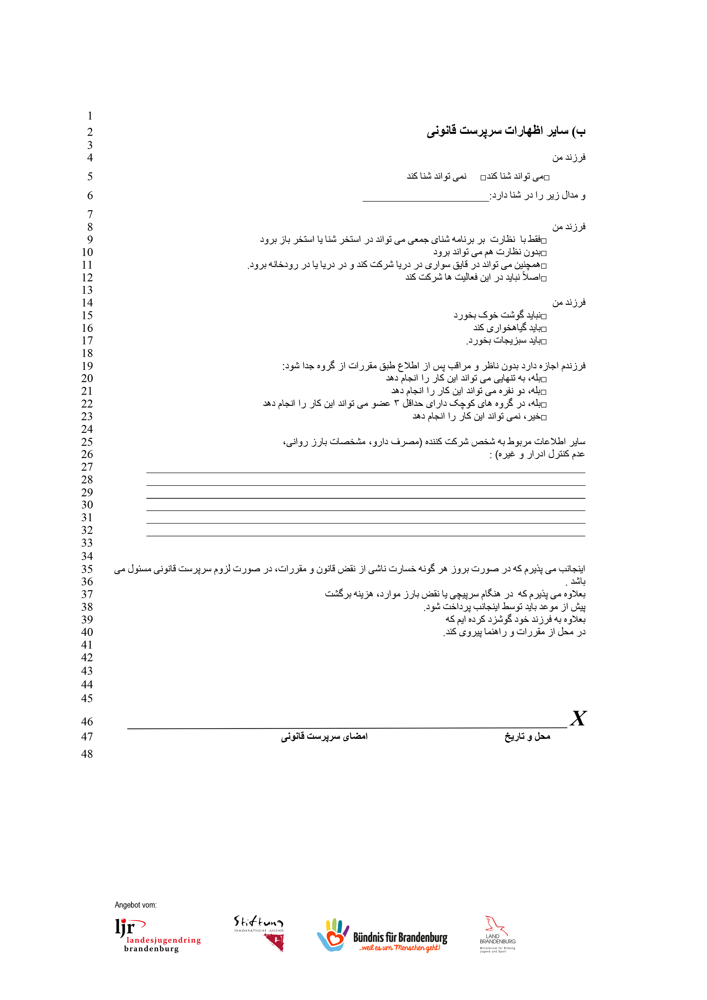 1
2 ب) سایر اظهارات سرپرست قانونی
3
4 فرزند من
5 □می تواند شنا کند□ نمی تواند شنا کند
6 و مدال زیر را در شنا دارد:______________________
7
8 فرزند من
9 □فقط با نظارت بر برنامه شنای جمعی می تواند در استخر شنا یا استخر باز برود
10 □بدون نظارت هم می تواند برود
11 □همچنین می تواند در قایق سواری در دریا شرکت کند و در دریا یا در رودخانه برود.
12 □اصلاً نباید در این فعالیت ها شرکت کند
13
14 فرزند من
15 □نباید گوشت خوک بخورد
16 □باید گیاهخواری کند
17 □باید سبزیجات بخورد.
18
19 فرزندم اجازه دارد بدون ناظر و مراقب پس از اطلاع طبق مقررات از گروه جدا شود:
20 □بله، به تنهایی می تواند این کار را انجام دهد
21 □بله، دو نفره می تواند این کار را انجام دهد
22 □بله، در گروه های کوچک دارای حداقل ۳ عضو می تواند این کار را انجام دهد
23 □خیر، نمی تواند این کار را انجام دهد
24
25 سایر اطلاعات مربوط به شخص شرکت کننده (مصرف دارو، مشخصات بارز روانی،
26 عدم کنترل ادرار و غیره) :
27
28
29
30
31
32
33
34
35 اینجانب می پذیرم که در صورت بروز هر گونه خسارت ناشی از نقض قانون و مقررات، در صورت لزوم سرپرست قانونی مسئول می
36 باشد .
37 بعلاوه می پذیرم که در هنگام سرپیچی یا نقض بارز موارد، هزینه برگشت
38 پیش از موعد باید توسط اینجانب پرداخت شود.
39 بعلاوه به فرزند خود گوشزد کرده ایم که
40 در محل از مقررات و راهنما پیروی کند.
41
42
43
44
45
46 X
47 محل و تاریخ امضای سرپرست قانونی
48
Angebot vom:
ljr
landesjugendring
brandenburg
Stiftung
DEMOKRATISCHE JUGEND
Bündnis für Brandenburg
...weil es um Menschen geht!
LAND
BRANDENBURG
Ministerium für Bildung,
Jugend und Sport